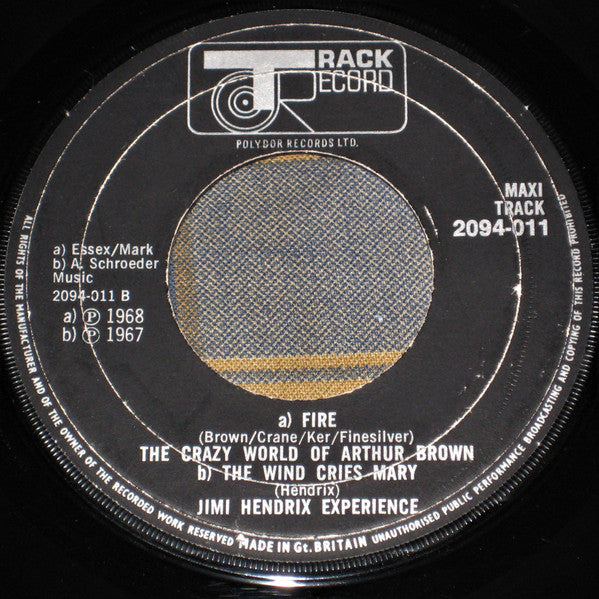 TRACK
RECORD
POLYDOR RECORDS LTD.
MAXI
TRACK
2094-011
a) Essex/Mark
b) A. Schroeder
Music
2094-011 B
a) ℗ 1968
b) ℗ 1967
a) FIRE
(Brown/Crane/Ker/Finesilver)
THE CRAZY WORLD OF ARTHUR BROWN
b) THE WIND CRIES MARY
(Hendrix)
JIMI HENDRIX EXPERIENCE
ALL RIGHTS OF THE MANUFACTURER AND OF THE OWNER OF THE RECORDED WORK RESERVED MADE IN Gt. BRITAIN UNAUTHORISED PUBLIC PERFORMANCE BROADCASTING AND COPYING OF THIS RECORD PROHIBITED